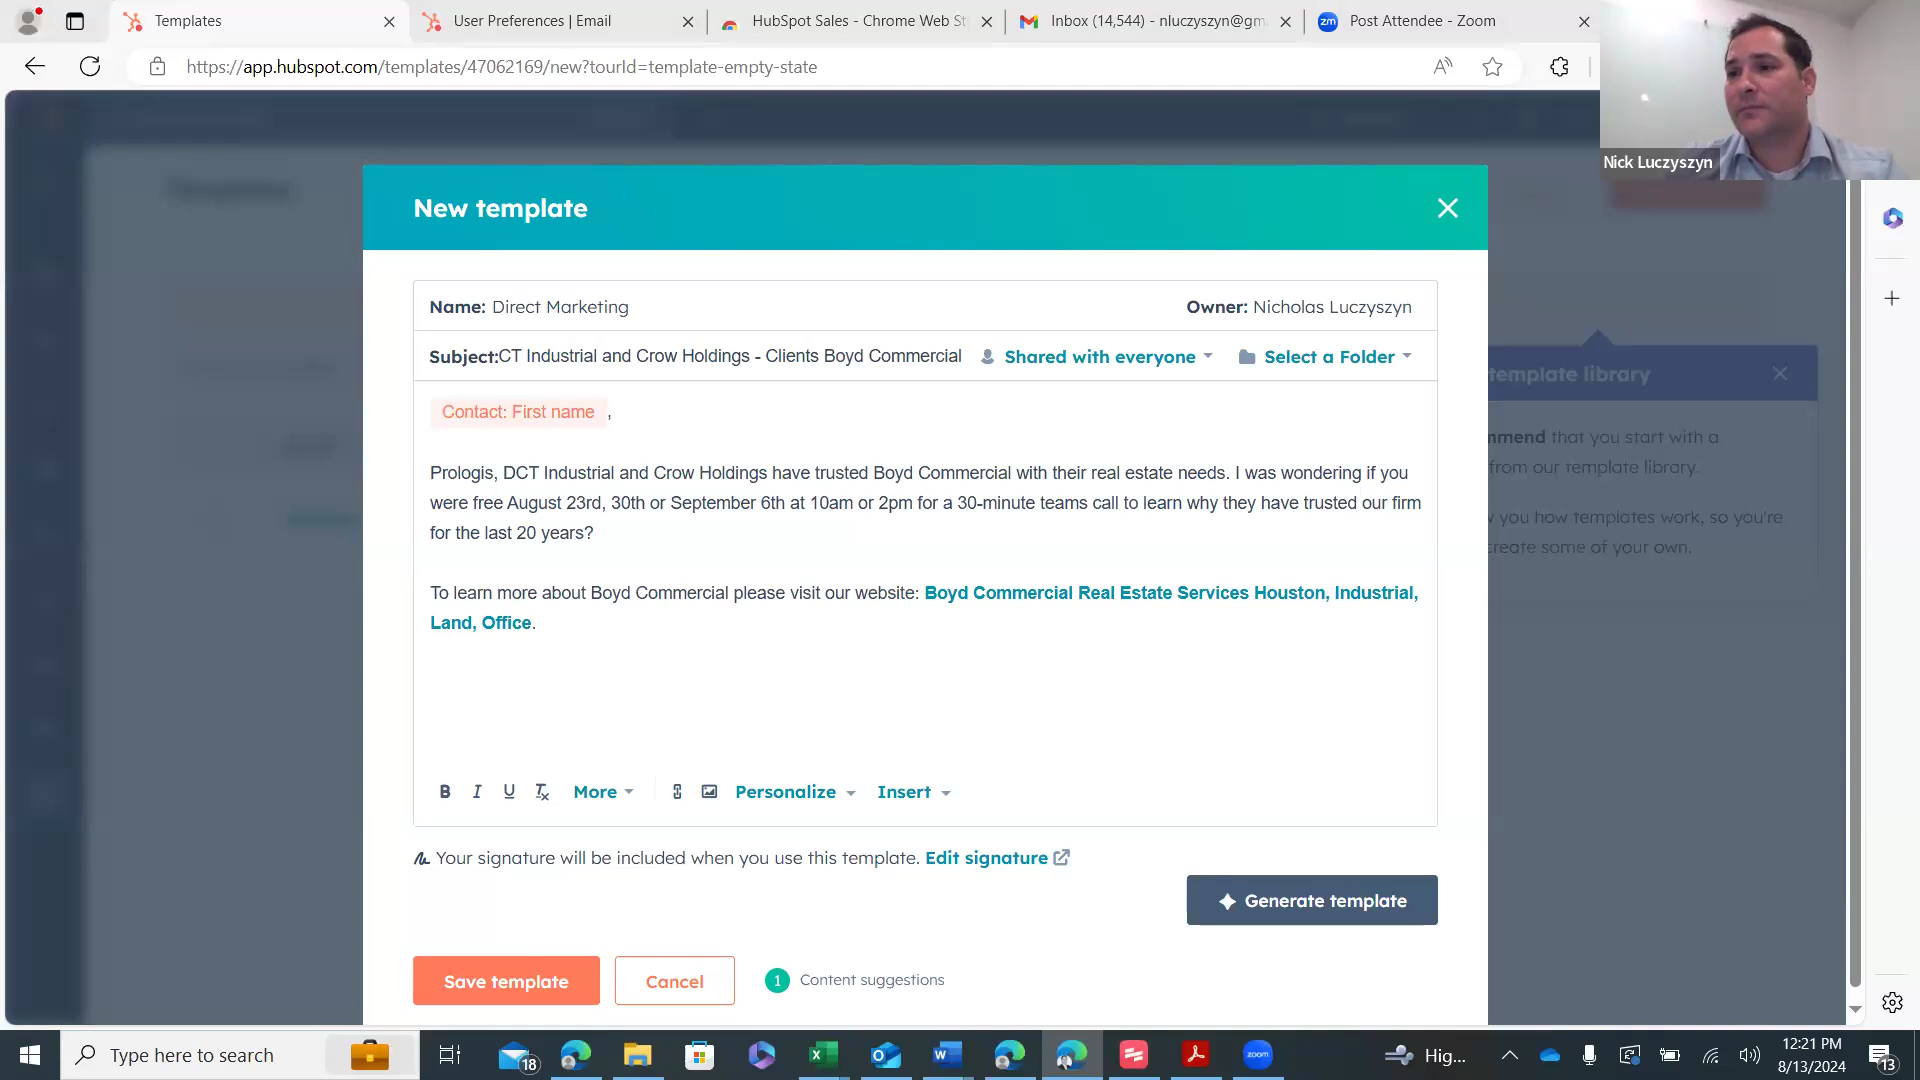 Templates
User Preferences | Email
HubSpot Sales - Chrome Web St
Inbox (14,544) - nluczyszyn@gm
zm Post Attendee - Zoom
https://app.hubspot.com/templates/47062169/new?tourId=template-empty-state
Nick Luczyszyn
New template
Name: Direct Marketing
Owner: Nicholas Luczyszyn
Subject:CT Industrial and Crow Holdings - Clients Boyd Commercial
Shared with everyone
Select a Folder
template library
Contact: First name ,
mmend that you start with a
from our template library.
Prologis, DCT Industrial and Crow Holdings have trusted Boyd Commercial with their real estate needs. I was wondering if you
were free August 23rd, 30th or September 6th at 10am or 2pm for a 30-minute teams call to learn why they have trusted our firm
for the last 20 years?
you how templates work, so you're
create some of your own.
To learn more about Boyd Commercial please visit our website: Boyd Commercial Real Estate Services Houston, Industrial,
Land, Office.
B I U Tx More
Personalize
Insert
Your signature will be included when you use this template. Edit signature
Generate template
Save template
Cancel
1 Content suggestions
Type here to search
18
zoom
Hig...
12:21 PM
8/13/2024
13